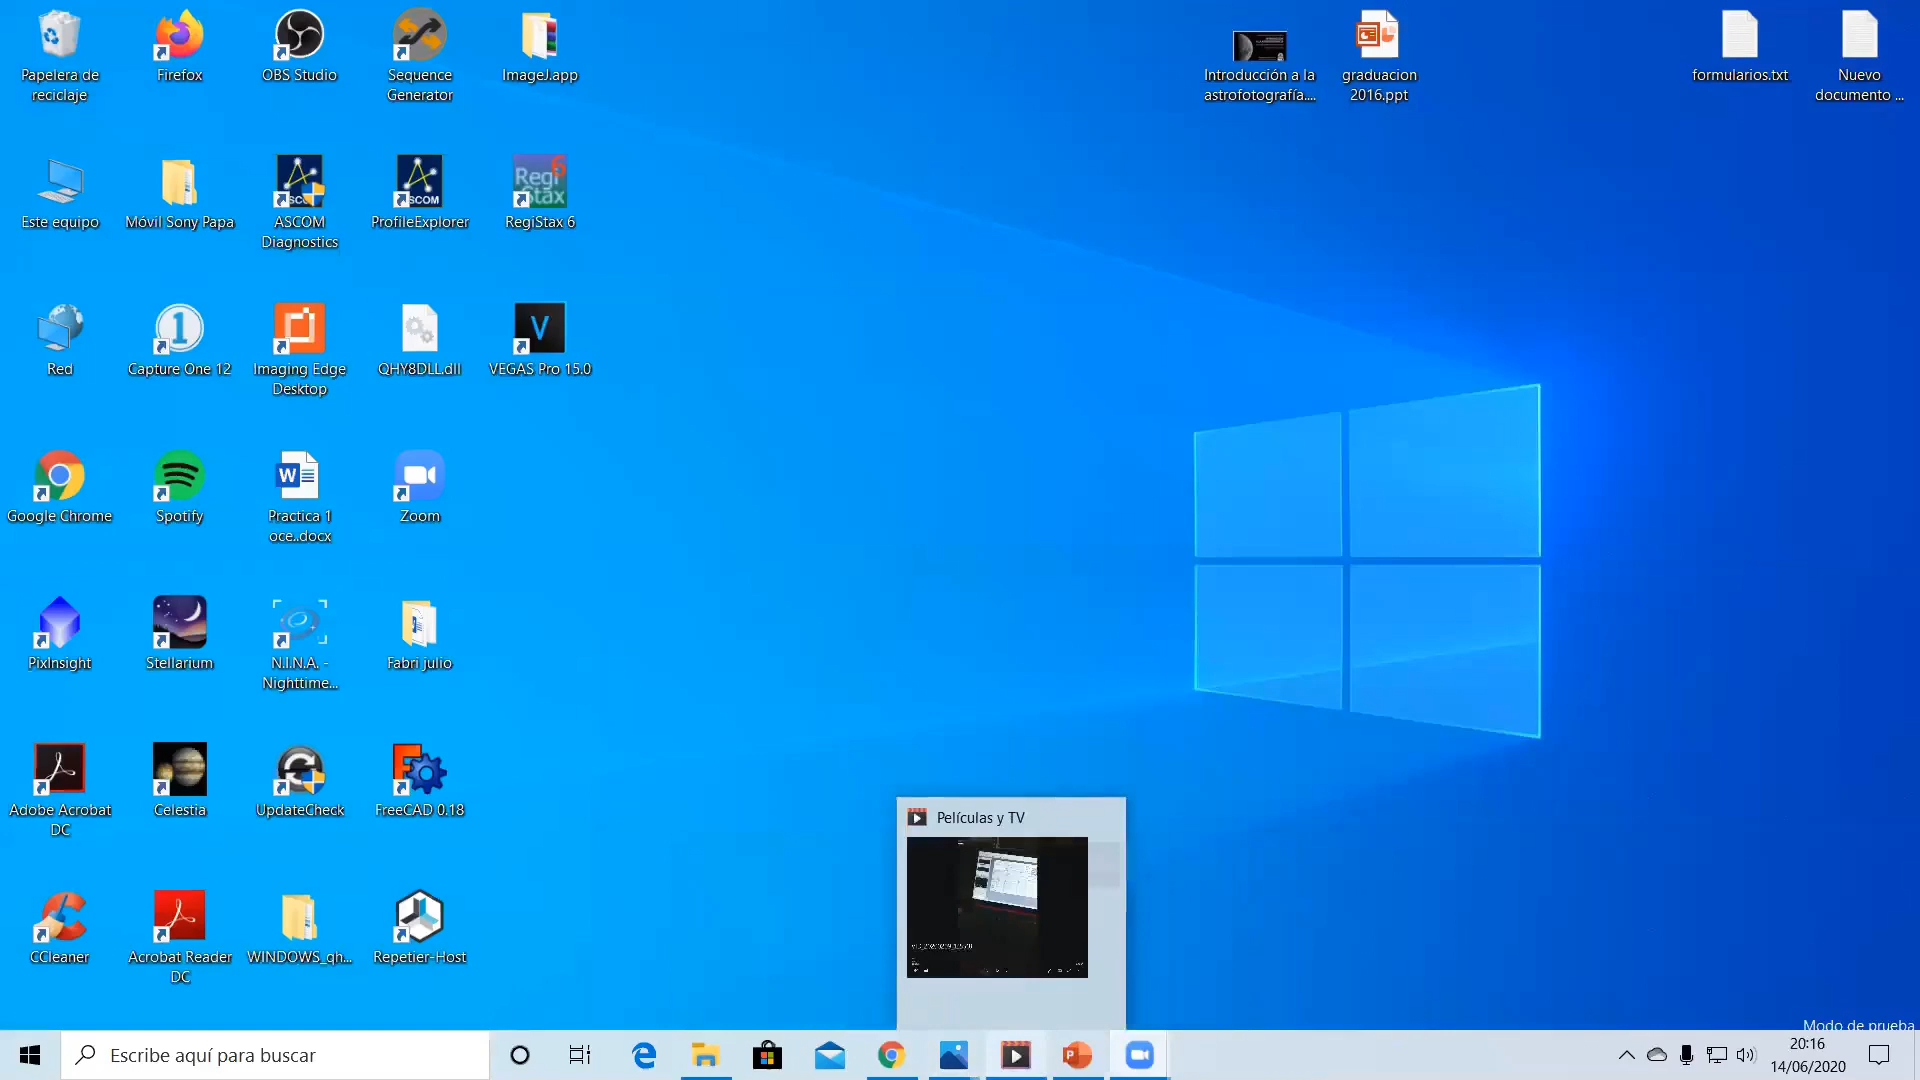 Papelera de
reciclaje
Firefox
OBS Studio
Sequence
Generator
ImageJ.app
Introducción a la
astrofotografía....
graduacion
2016.ppt
formularios.txt
Nuevo
documento ...
Este equipo
Móvil Sony Papa
ASCOM
Diagnostics
ProfileExplorer
RegiStax 6
Red
Capture One 12
Imaging Edge
Desktop
QHY8DLL.dll
VEGAS Pro 15.0
Google Chrome
Spotify
Practica 1
oce..docx
Zoom
PixInsight
Stellarium
N.I.N.A. -
Nighttime...
Fabri julio
Adobe Acrobat
DC
Celestia
UpdateCheck
FreeCAD 0.18
Películas y TV
CCleaner
Acrobat Reader
DC
WINDOWS_qh...
Repetier-Host
Modo de prueba
Escribe aquí para buscar
20:16
14/06/2020